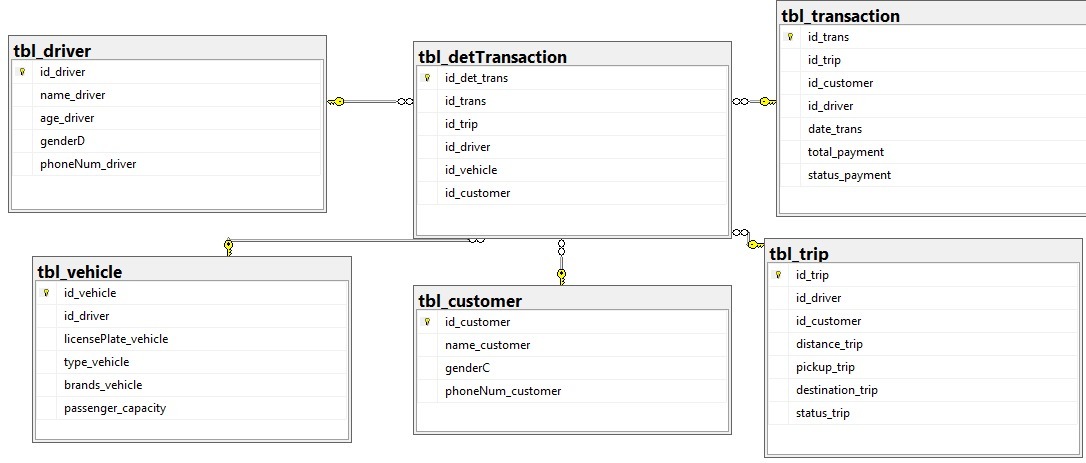 tbl_driver
id_driver
name_driver
age_driver
genderD
phoneNum_driver
tbl_detTransaction
id_det_trans
id_trans
id_trip
id_driver
id_vehicle
id_customer
tbl_transaction
id_trans
id_trip
id_customer
id_driver
date_trans
total_payment
status_payment
tbl_vehicle
id_vehicle
id_driver
licensePlate_vehicle
type_vehicle
brands_vehicle
passenger_capacity
tbl_customer
id_customer
name_customer
genderC
phoneNum_customer
tbl_trip
id_trip
id_driver
id_customer
distance_trip
pickup_trip
destination_trip
status_trip